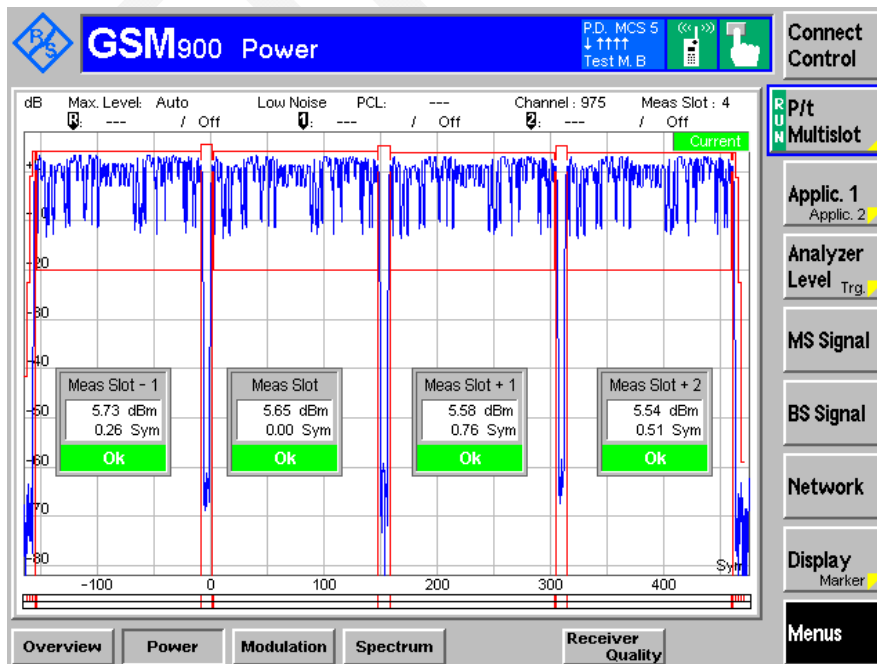 R&S GSM900 Power P.D. MCS 5
↓ ↑↑↑↑
Test M. B
Connect Control
dB Max. Level: Auto Low Noise PCL: --- Channel : 975 Meas Slot : 4
R: --- / Off 1: --- / Off 2: --- / Off
Current
RUN P/t Multislot
Applic. 1
Applic. 2
Analyzer Level Trg.
MS Signal
BS Signal
Network
Display
Marker
Menus
-20
-30
-40
Meas Slot - 1 Meas Slot Meas Slot + 1 Meas Slot + 2
5.73 dBm 5.65 dBm 5.58 dBm 5.54 dBm
0.26 Sym 0.00 Sym 0.76 Sym 0.51 Sym
Ok Ok Ok Ok
-50
-60
-70
-80
Sym
-100 0 100 200 300 400
Overview Power Modulation Spectrum Receiver Quality